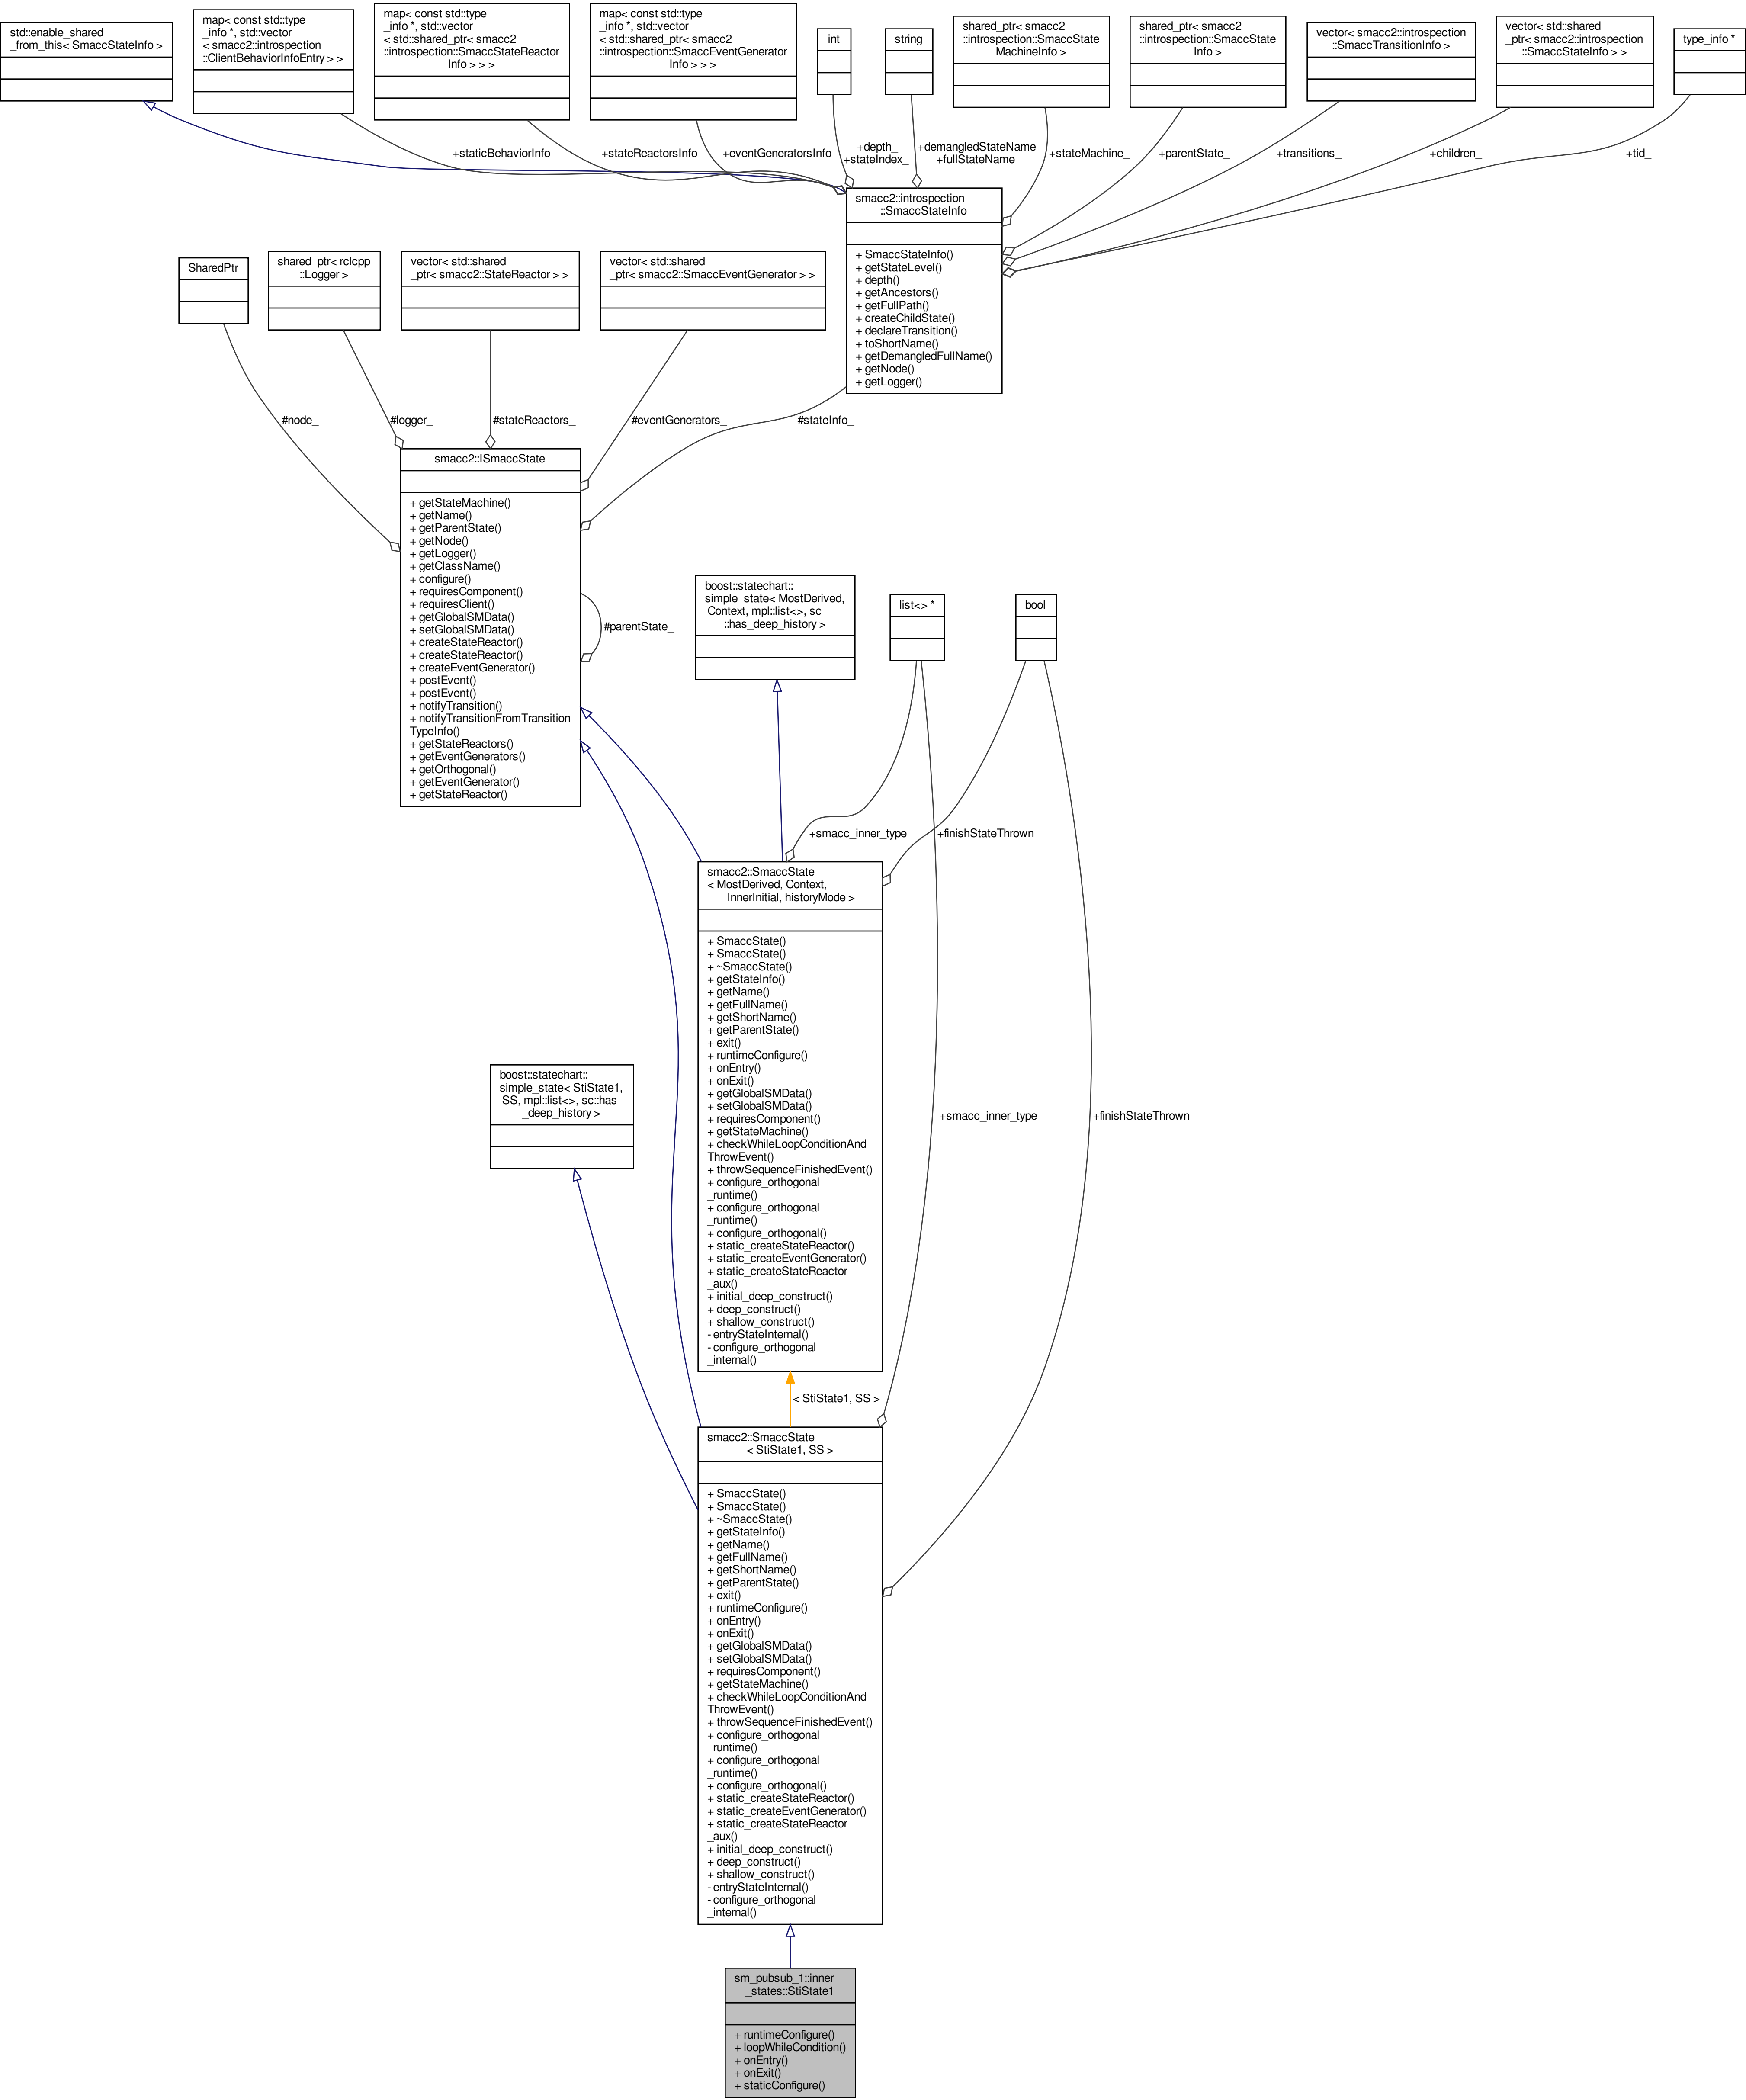 std::enable_shared
_from_this< SmaccStateInfo >
map< const std::type
_info *, std::vector
< smacc2::introspection
::ClientBehaviorInfoEntry > >
map< const std::type
_info *, std::vector
< std::shared_ptr< smacc2
::introspection::SmaccStateReactor
Info > > >
map< const std::type
_info *, std::vector
< std::shared_ptr< smacc2
::introspection::SmaccEventGenerator
Info > > >
int
string
shared_ptr< smacc2
::introspection::SmaccState
MachineInfo >
shared_ptr< smacc2
::introspection::SmaccState
Info >
vector< smacc2::introspection
::SmaccTransitionInfo >
vector< std::shared
_ptr< smacc2::introspection
::SmaccStateInfo > >
type_info *
+staticBehaviorInfo
+stateReactorsInfo
+eventGeneratorsInfo
+depth_
+stateIndex_
+demangledStateName
+fullStateName
+stateMachine_
+parentState_
+transitions_
+children_
+tid_
smacc2::introspection
::SmaccStateInfo
+ SmaccStateInfo()
+ getStateLevel()
+ depth()
+ getAncestors()
+ getFullPath()
+ createChildState()
+ declareTransition()
+ toShortName()
+ getDemangledFullName()
+ getNode()
+ getLogger()
SharedPtr
shared_ptr< rclcpp
::Logger >
vector< std::shared
_ptr< smacc2::StateReactor > >
vector< std::shared
_ptr< smacc2::SmaccEventGenerator > >
#node_
#logger_
#stateReactors_
#eventGenerators_
#stateInfo_
smacc2::ISmaccState
+ getStateMachine()
+ getName()
+ getParentState()
+ getNode()
+ getLogger()
+ getClassName()
+ configure()
+ requiresComponent()
+ requiresClient()
+ getGlobalSMData()
+ setGlobalSMData()
+ createStateReactor()
+ createStateReactor()
+ createEventGenerator()
+ postEvent()
+ postEvent()
+ notifyTransition()
+ notifyTransitionFromTransition
TypeInfo()
+ getStateReactors()
+ getEventGenerators()
+ getOrthogonal()
+ getEventGenerator()
+ getStateReactor()
#parentState_
boost::statechart::
simple_state< MostDerived,
Context, mpl::list<>, sc
::has_deep_history >
list<> *
bool
+smacc_inner_type
+finishStateThrown
smacc2::SmaccState
< MostDerived, Context,
InnerInitial, historyMode >
+ SmaccState()
+ SmaccState()
+ ~SmaccState()
+ getStateInfo()
+ getName()
+ getFullName()
+ getShortName()
+ getParentState()
+ exit()
+ runtimeConfigure()
+ onEntry()
+ onExit()
+ getGlobalSMData()
+ setGlobalSMData()
+ requiresComponent()
+ getStateMachine()
+ checkWhileLoopConditionAnd
ThrowEvent()
+ throwSequenceFinishedEvent()
+ configure_orthogonal
_runtime()
+ configure_orthogonal
_runtime()
+ configure_orthogonal()
+ static_createStateReactor()
+ static_createEventGenerator()
+ static_createStateReactor
_aux()
+ initial_deep_construct()
+ deep_construct()
+ shallow_construct()
- entryStateInternal()
- configure_orthogonal
_internal()
boost::statechart::
simple_state< StiState1,
SS, mpl::list<>, sc::has
_deep_history >
+smacc_inner_type
+finishStateThrown
< StiState1, SS >
smacc2::SmaccState
< StiState1, SS >
+ SmaccState()
+ SmaccState()
+ ~SmaccState()
+ getStateInfo()
+ getName()
+ getFullName()
+ getShortName()
+ getParentState()
+ exit()
+ runtimeConfigure()
+ onEntry()
+ onExit()
+ getGlobalSMData()
+ setGlobalSMData()
+ requiresComponent()
+ getStateMachine()
+ checkWhileLoopConditionAnd
ThrowEvent()
+ throwSequenceFinishedEvent()
+ configure_orthogonal
_runtime()
+ configure_orthogonal
_runtime()
+ configure_orthogonal()
+ static_createStateReactor()
+ static_createEventGenerator()
+ static_createStateReactor
_aux()
+ initial_deep_construct()
+ deep_construct()
+ shallow_construct()
- entryStateInternal()
- configure_orthogonal
_internal()
sm_pubsub_1::inner
_states::StiState1
+ runtimeConfigure()
+ loopWhileCondition()
+ onEntry()
+ onExit()
+ staticConfigure()